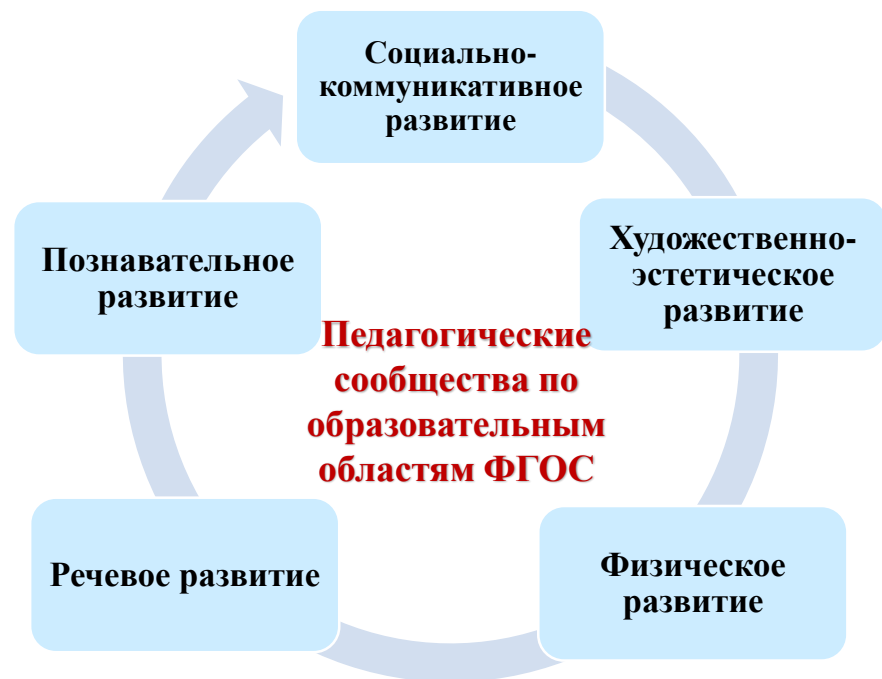 Социально-
коммуникативное
развитие
Художественно-
эстетическое
развитие
Познавательное
развитие
Педагогические
сообщества по
образовательным
областям ФГОС
Речевое развитие
Физическое
развитие